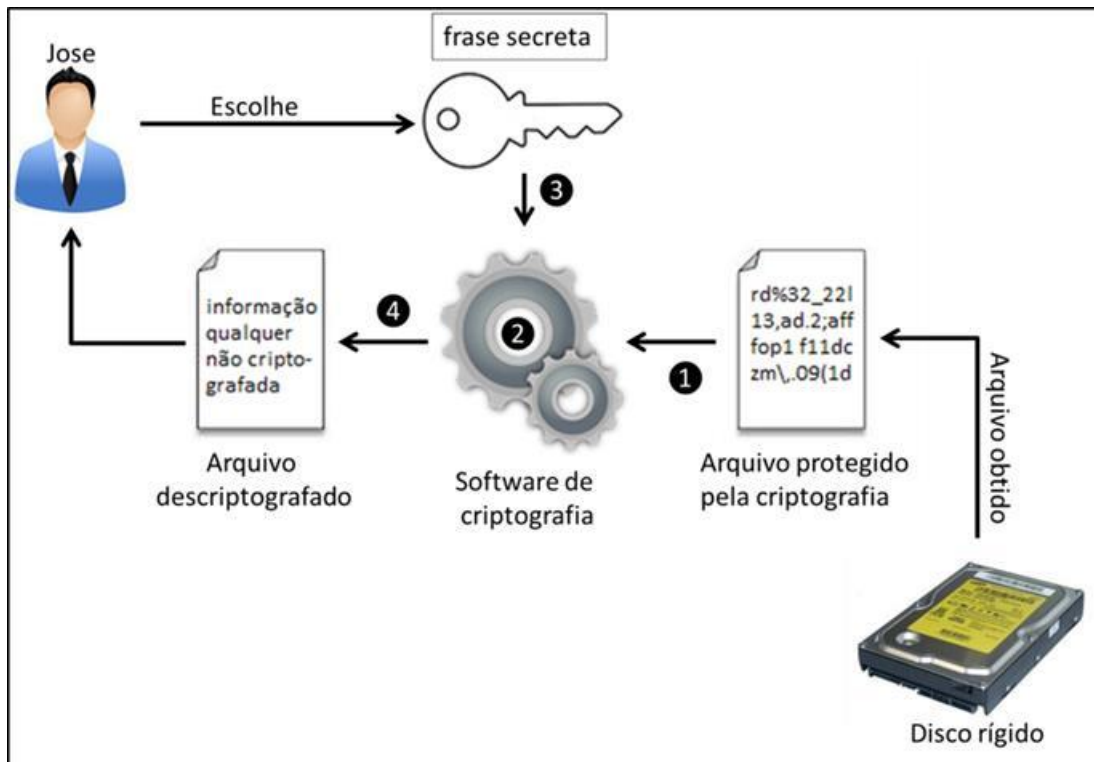 Jose
frase secreta
Escolhe
3
informação
qualquer
não cripto-
grafada
4
2
1
rd%32_22l
13,ad.2;aff
fop1 f11dc
zm\,.09(1d
Arquivo
descriptografado
Software de
criptografia
Arquivo protegido
pela criptografia
Arquivo obtido
Disco rígido